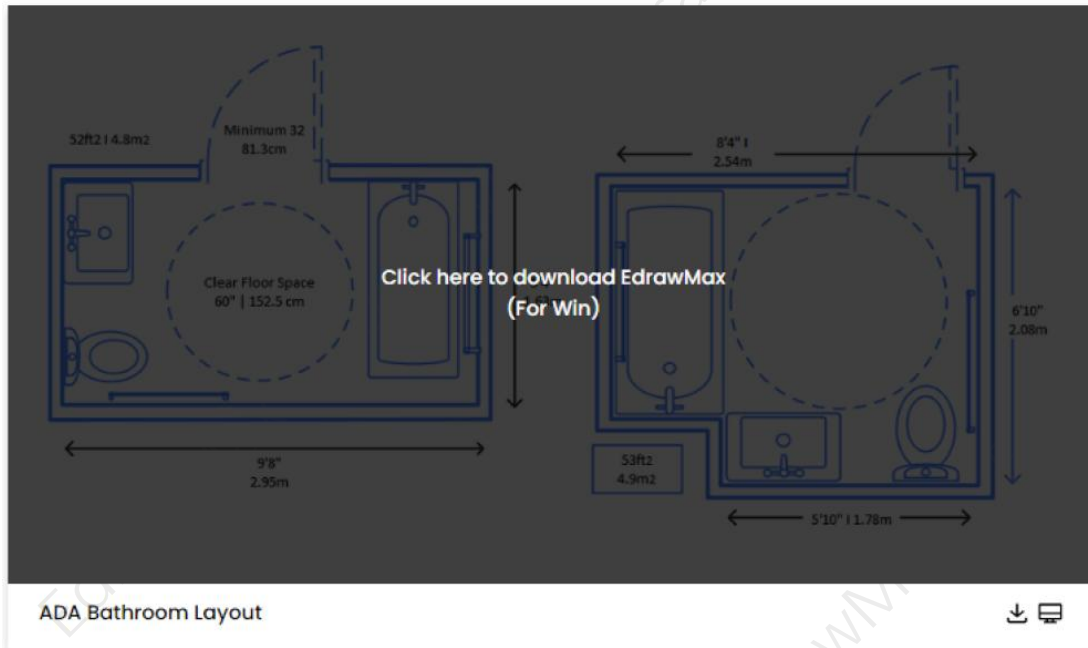 52ft2 I 4.8m2
Minimum 32
81.3cm
Clear Floor Space
60" | 152.5 cm
9'8"
2.95m
Click here to download EdrawMax
(For Win)
8'4" I
2.54m
6'10"
2.08m
53ft2
4.9m2
5'10" I 1.78m
ADA Bathroom Layout